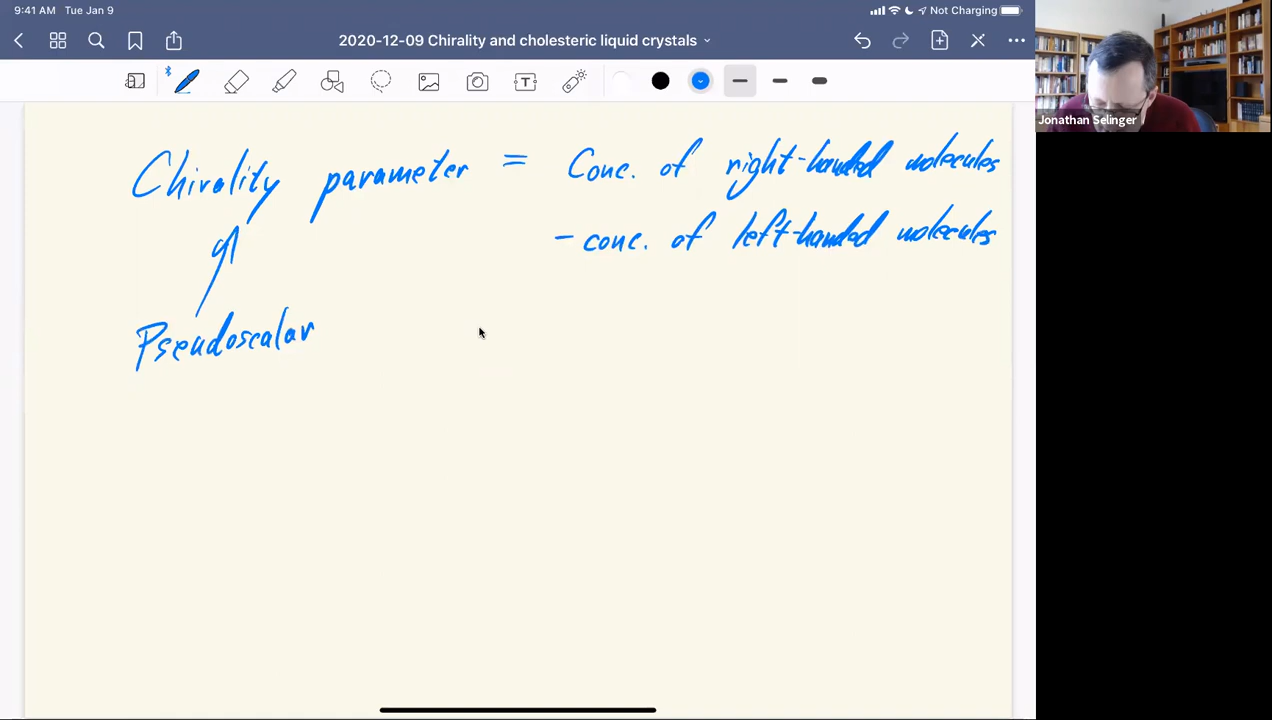 9:41 AM Tue Jan 9
Not Charging
2020-12-09 Chirality and cholesteric liquid crystals
T
Jonathan Selinger
Chirality parameter = Conc. of right-handed molecules
- conc. of left-handed molecules
Pseudoscalar